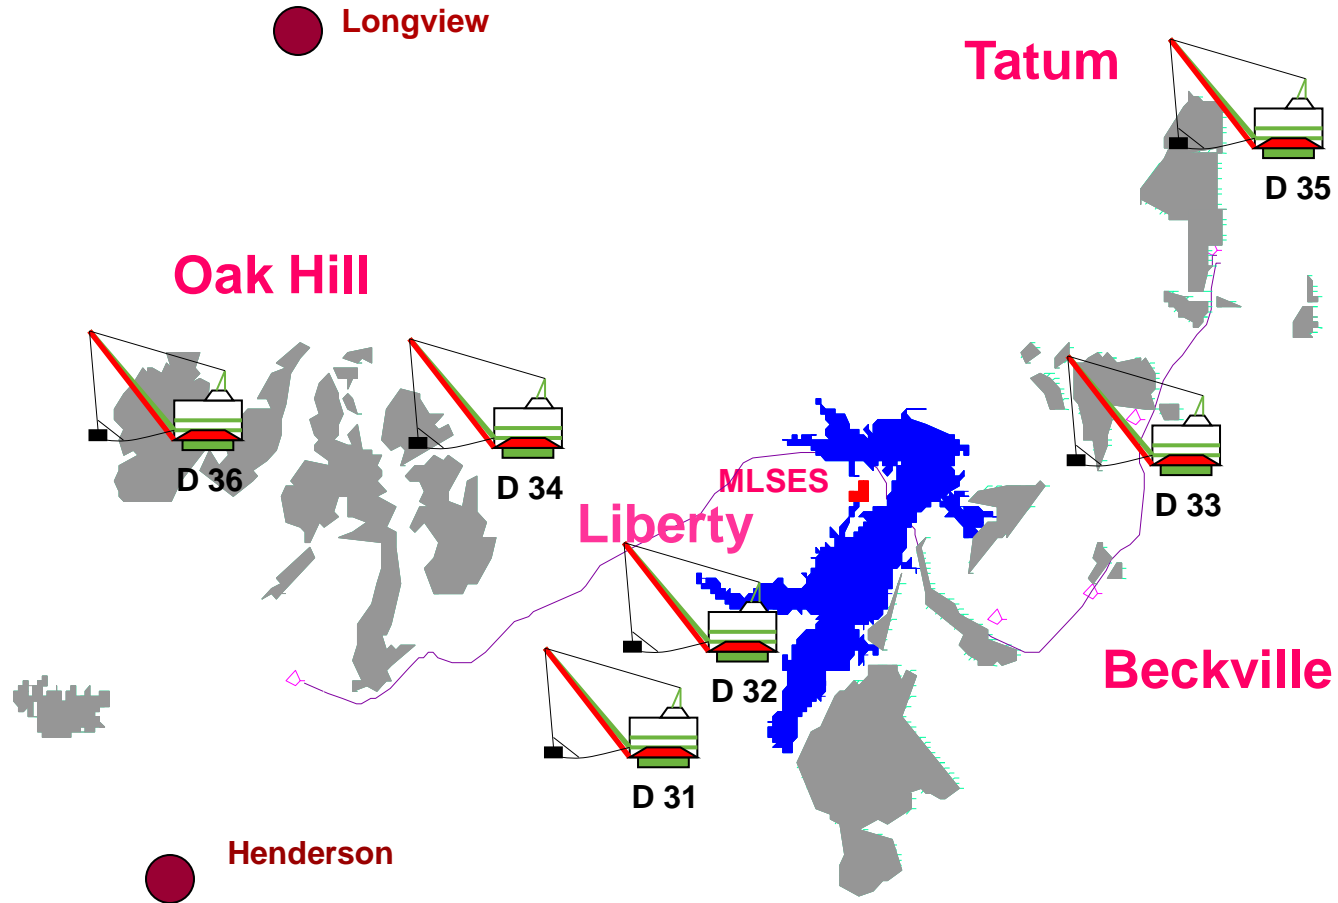 Longview
Tatum
D 35
Oak Hill
D 36
D 34
MLSES
D 33
Liberty
D 32
Beckville
D 31
Henderson